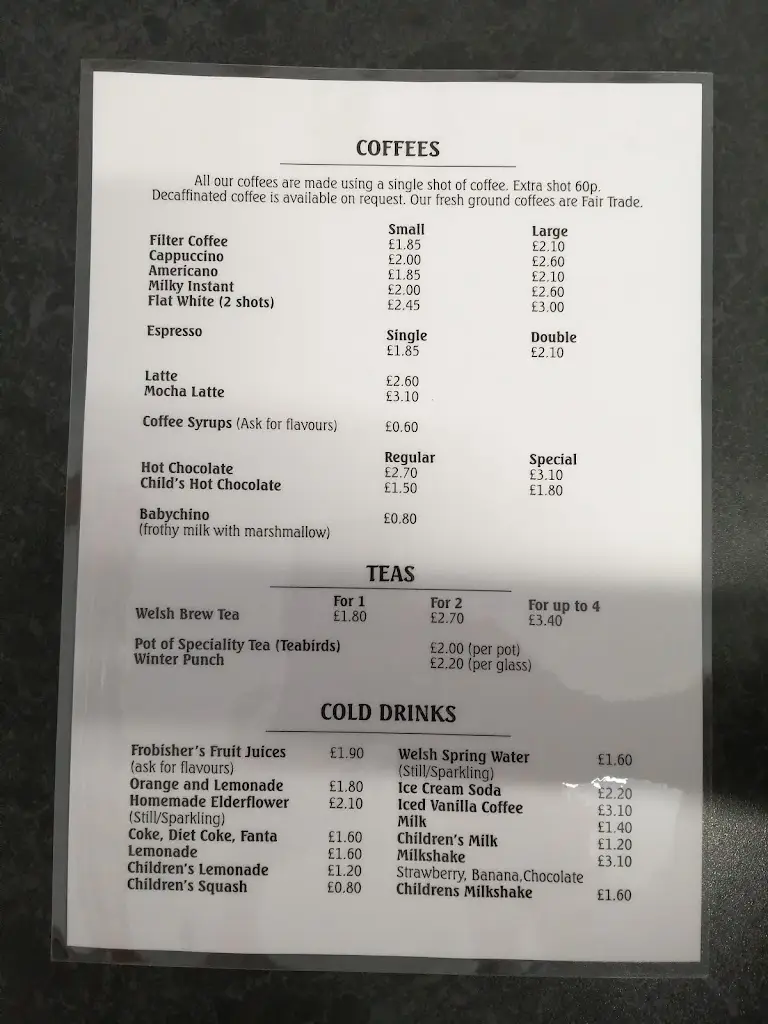 COFFEES
All our coffees are made using a single shot of coffee. Extra shot 60p.
Decaffinated coffee is available on request. Our fresh ground coffees are Fair Trade.
Small Large
Filter Coffee £1.85 £2.10
Cappuccino £2.00 £2.60
Americano £1.85 £2.10
Milky Instant £2.00 £2.60
Flat White (2 shots) £2.45 £3.00
Espresso Single Double
£1.85 £2.10
Latte £2.60
Mocha Latte £3.10
Coffee Syrups (Ask for flavours) £0.60
Regular Special
Hot Chocolate £2.70 £3.10
Child's Hot Chocolate £1.50 £1.80
Babychino £0.80
(frothy milk with marshmallow)
TEAS
For 1 For 2 For up to 4
Welsh Brew Tea £1.80 £2.70 £3.40
Pot of Speciality Tea (Teabirds) £2.00 (per pot)
Winter Punch £2.20 (per glass)
COLD DRINKS
Frobisher's Fruit Juices £1.90
(ask for flavours)
Orange and Lemonade £1.80
Homemade Elderflower £2.10
(Still/Sparkling)
Coke, Diet Coke, Fanta £1.60
Lemonade £1.60
Children's Lemonade £1.20
Children's Squash £0.80
Welsh Spring Water £1.60
(Still/Sparkling)
Ice Cream Soda £2.20
Iced Vanilla Coffee £3.10
Milk £1.40
Children's Milk £1.20
Milkshake £3.10
Strawberry, Banana,Chocolate
Childrens Milkshake £1.60